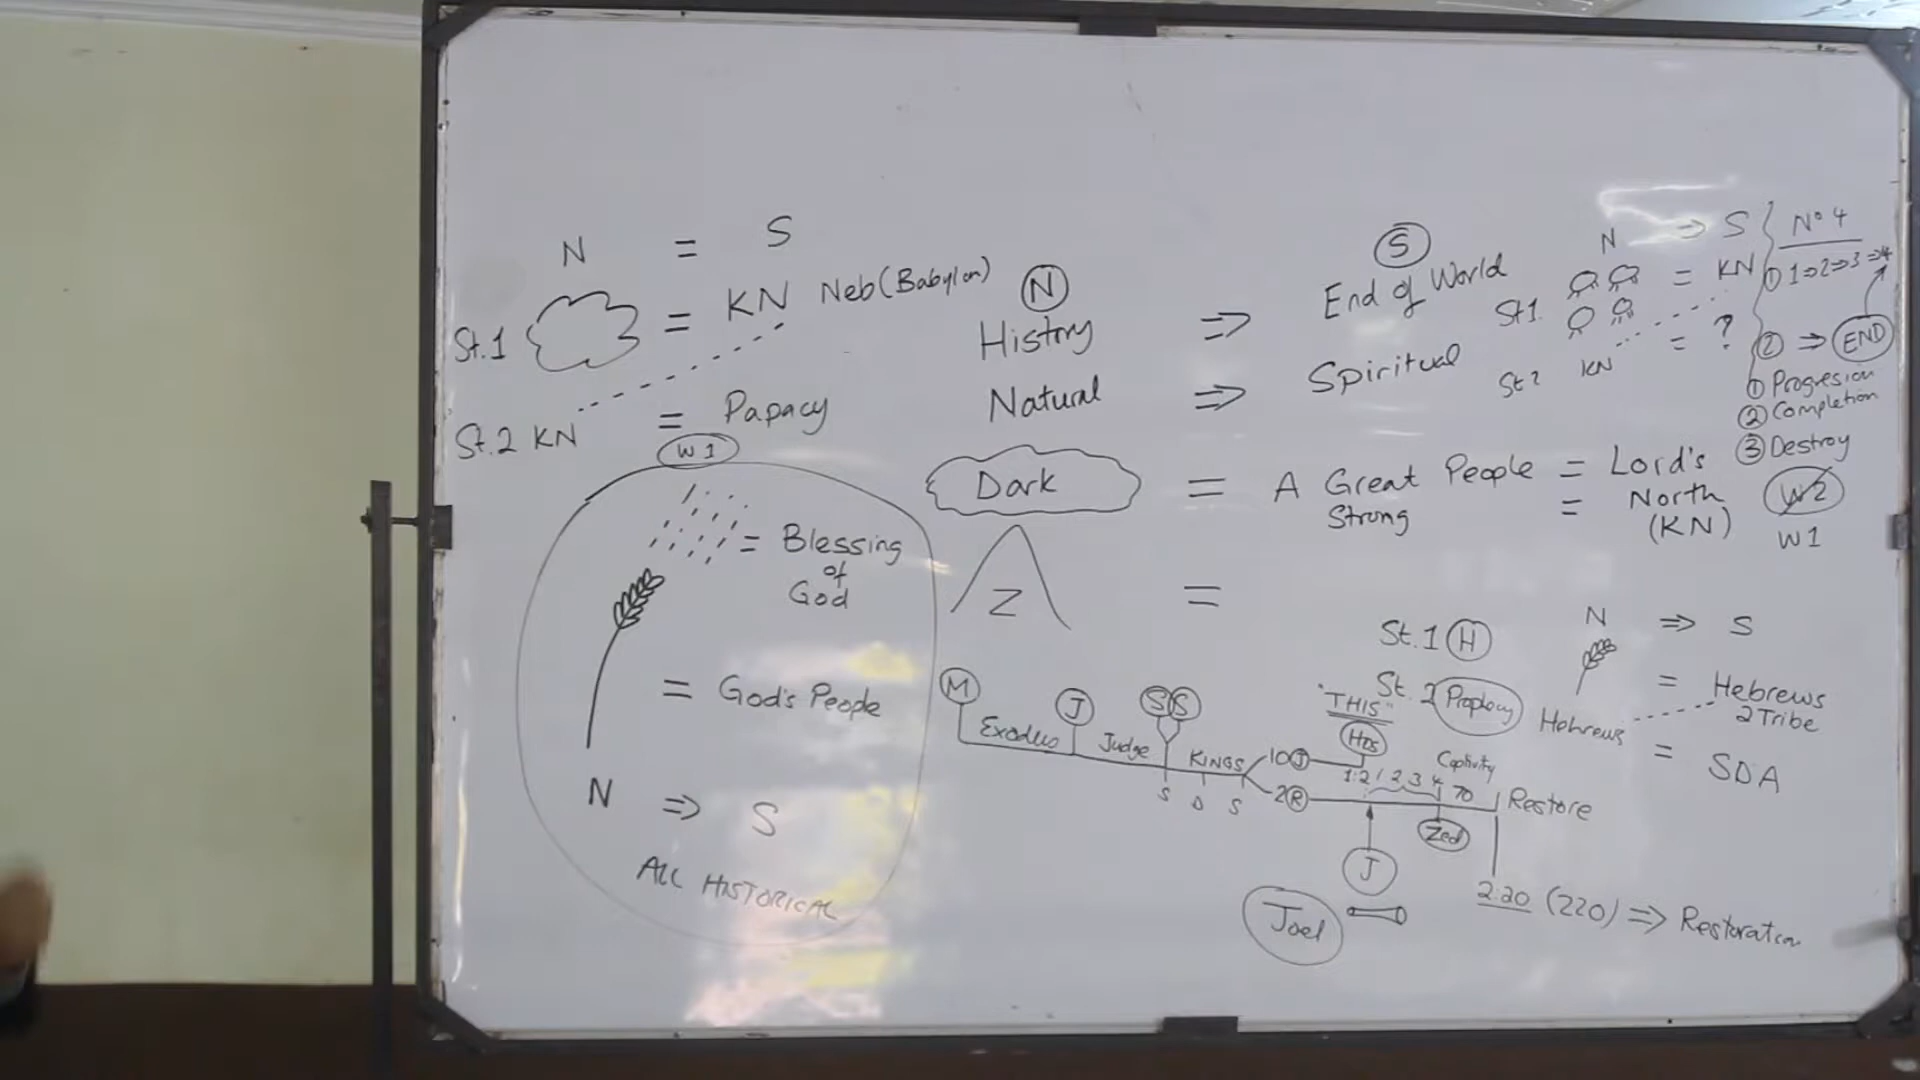 N = S
St.1 = KN Neb (Babylon)
St.2 KN = Papacy
W1
= Blessing
of
God
= God's People
N ⇒ S
ALL HISTORICAL
N S
History ⇒ End of World
Natural ⇒ Spiritual
Dark = A Great People = Lord's
Strong = North
(KN)
Z =
N ⇒ S
St1. = KN
St2 KN = ?
No 4
① 1⇒2⇒3⇒4
② ⇒ END
① Progresion
② Completion
③ Destroy
W2
W1
St.1 H
St.2 Prophecy
N ⇒ S
= Hebrews
2 Tribe
Hebrews = SDA
M J S S
Exodus Judge KINGS
S D S
10 J
2 R
"THIS"
Hos
1:2 1 2 3 4
Captivity
70
Restore
Zed
J
Joel
2:20 (220) ⇒ Restoration